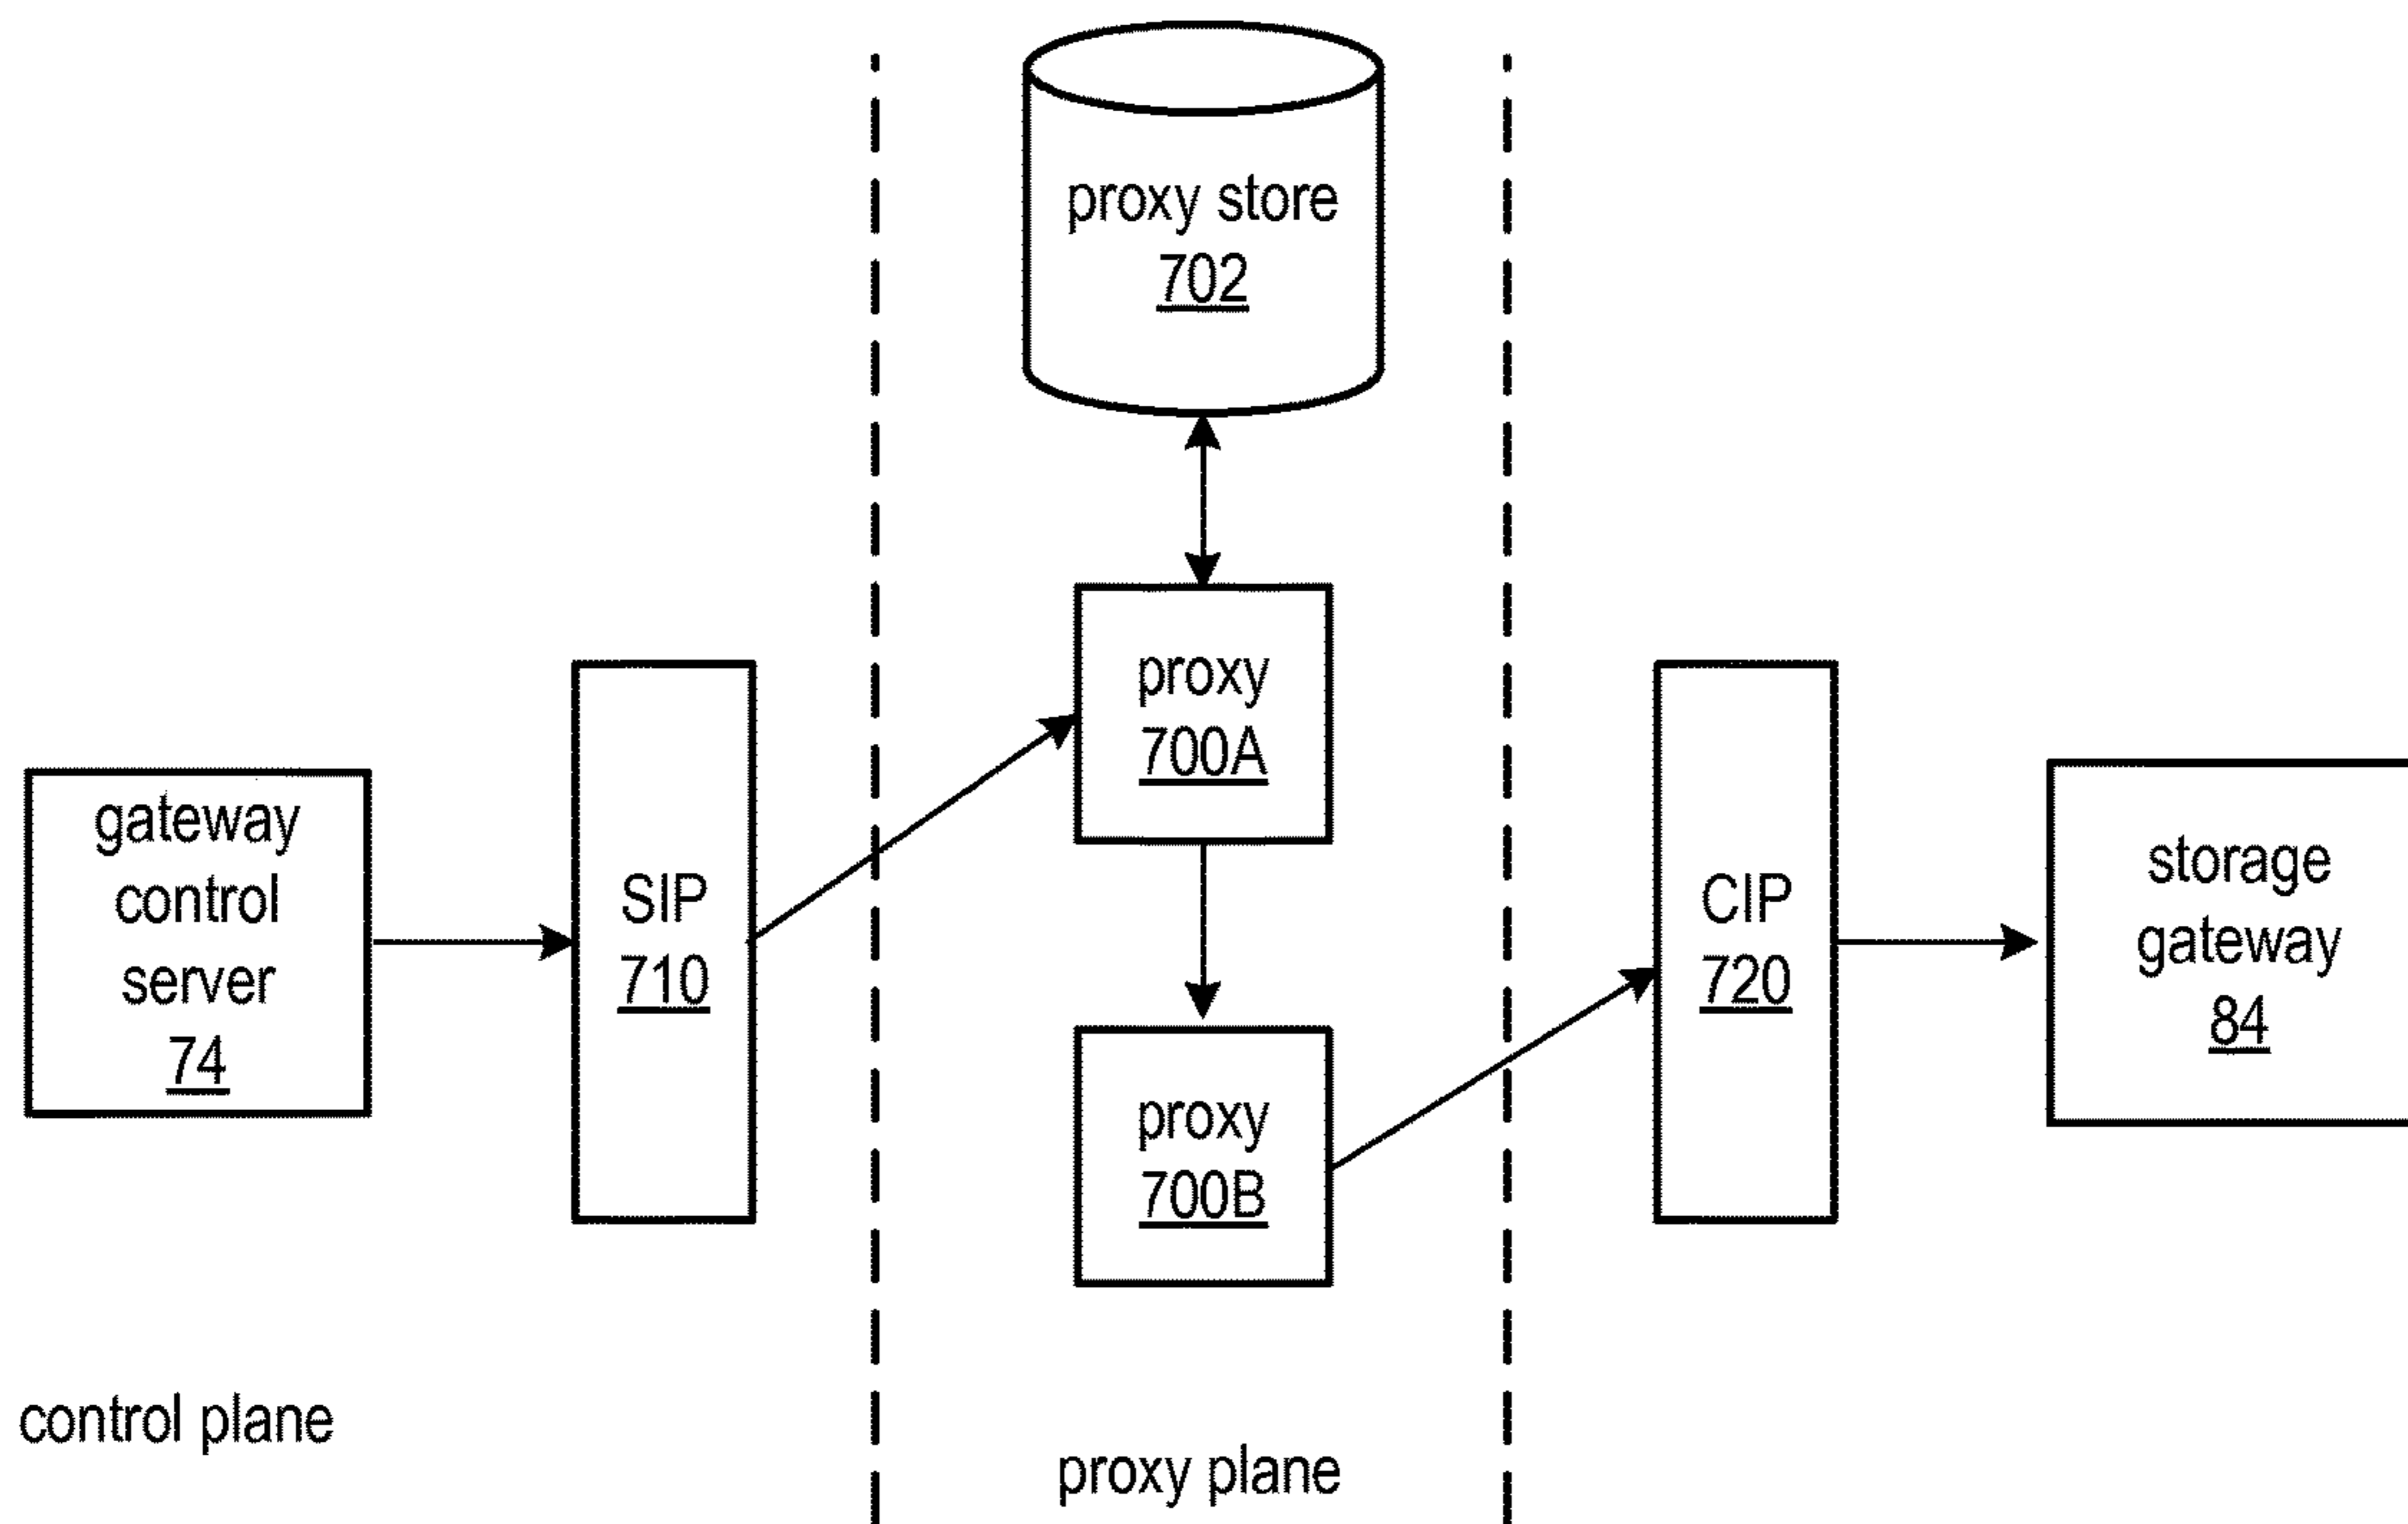 proxy store
702
proxy
700A
gateway
control
server
74
SIP
710
CIP
720
storage
gateway
84
proxy
700B
control plane
proxy plane